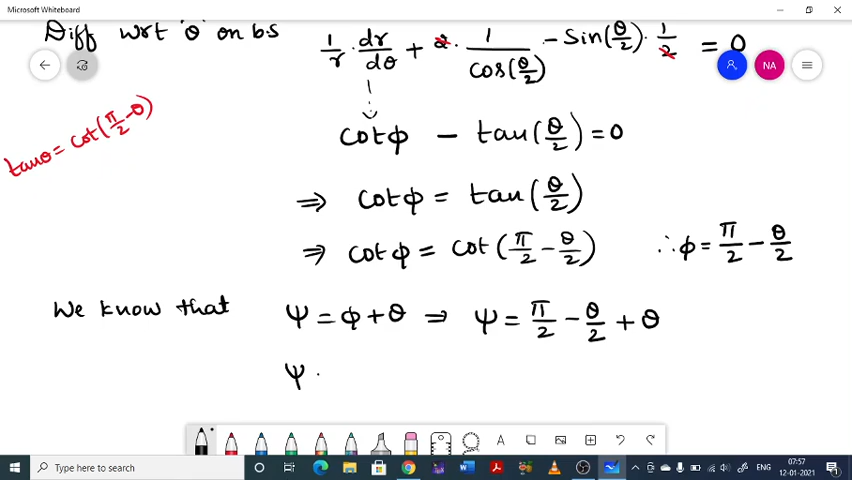 Microsoft Whiteboard
Diff wrt 'θ' on b.s 1/r · dr/dθ + 2 · 1/cos(θ/2) · -Sin(θ/2) · 1/2 = 0
NA
tanθ = cot(π/2 - θ)
cotφ - tan(θ/2) = 0
⇒ cotφ = tan(θ/2)
⇒ cotφ = cot(π/2 - θ/2) ∴ φ = π/2 - θ/2
We know that ψ = φ + θ ⇒ ψ = π/2 - θ/2 + θ
ψ
A
Type here to search
ENG
07:57
12-01-2021